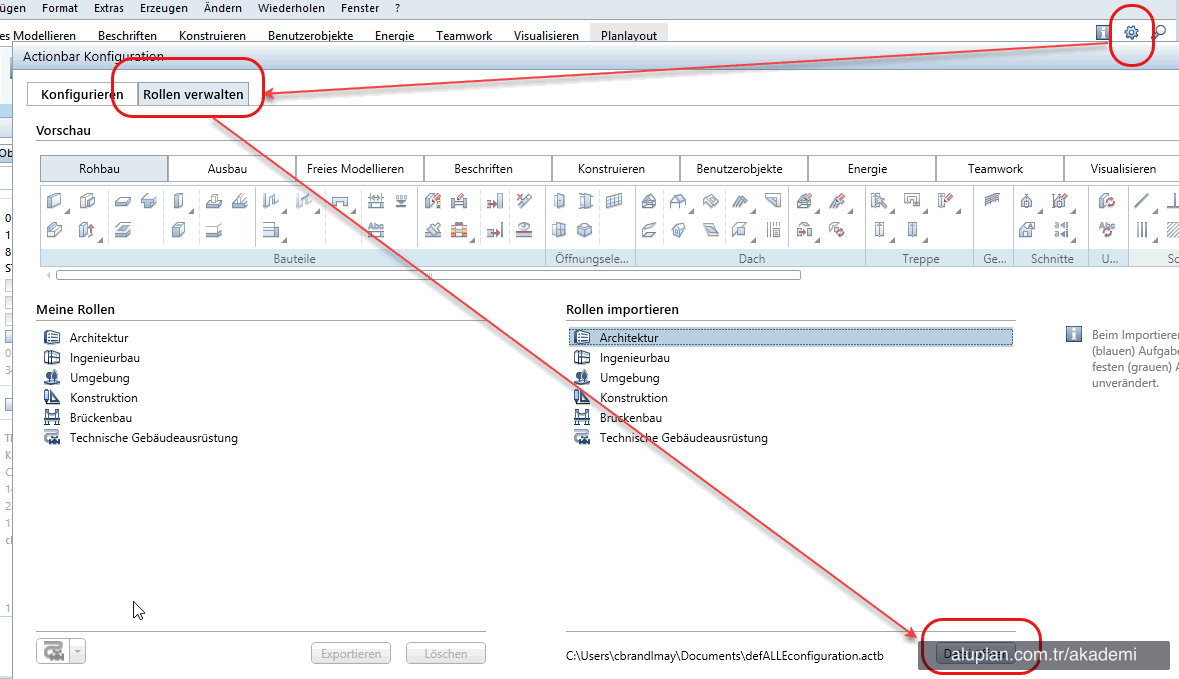 ügen Format Extras Erzeugen Ändern Wiederholen Fenster ?
es Modellieren Beschriften Konstruieren Benutzerobjekte Energie Teamwork Visualisieren Planlayout
Actionbar Konfiguration
Konfigurieren Rollen verwalten
Vorschau
Rohbau Ausbau Freies Modellieren Beschriften Konstruieren Benutzerobjekte Energie Teamwork Visualisieren
Bauteile Öffnungsele... Dach Treppe Ge... Schnitte U... Sc
Meine Rollen
Architektur
Ingenieurbau
Umgebung
Konstruktion
Brückenbau
Technische Gebäudeausrüstung
Rollen importieren
Architektur
Ingenieurbau
Umgebung
Konstruktion
Brückenbau
Technische Gebäudeausrüstung
Beim Importieren
(blauen) Aufgabe
festen (grauen) A
unverändert.
Exportieren Löschen
C:\Users\cbrandlmay\Documents\defALLEconfiguration.actb
aluplan.com.tr/akademi